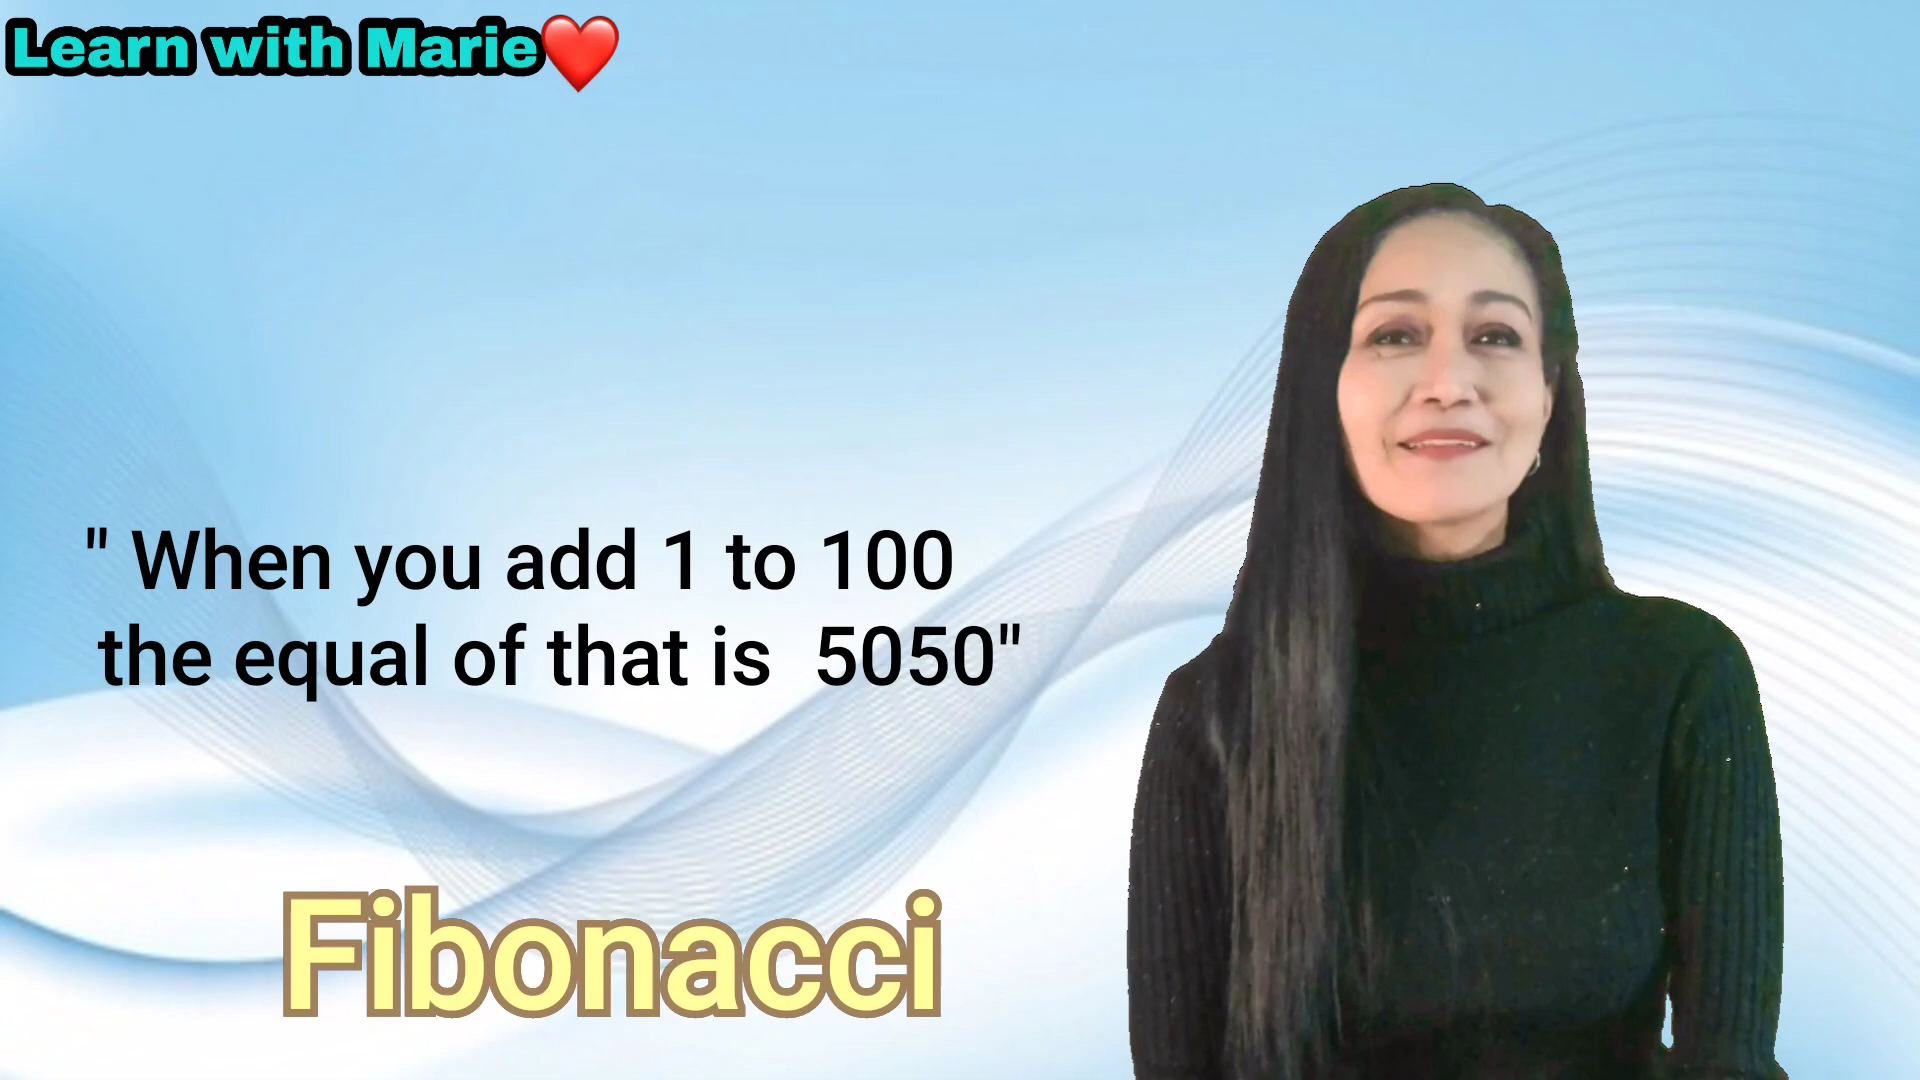 Learn with Marie❤️
" When you add 1 to 100
the equal of that is  5050"
Fibonacci